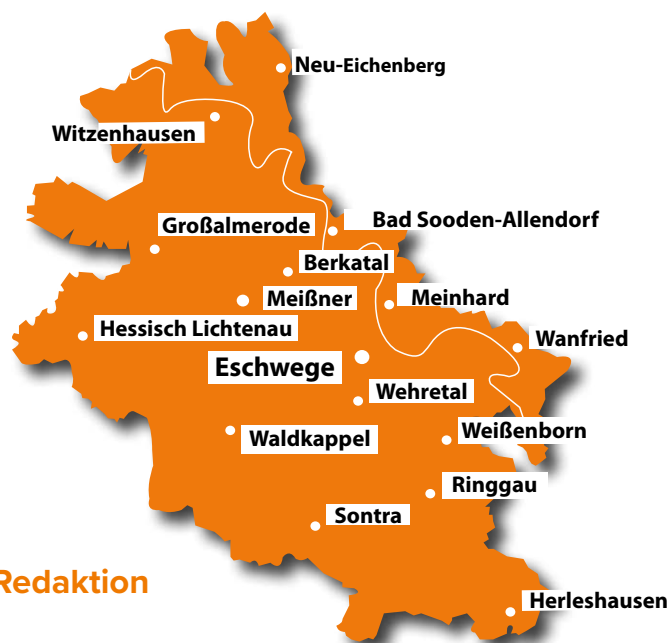 Neu-Eichenberg
Witzenhausen
Großalmerode
Bad Sooden-Allendorf
Berkatal
Meißner
Meinhard
Hessisch Lichtenau
Wanfried
Eschwege
Wehretal
Waldkappel
Weißenborn
Ringgau
Sontra
Redaktion
Herleshausen